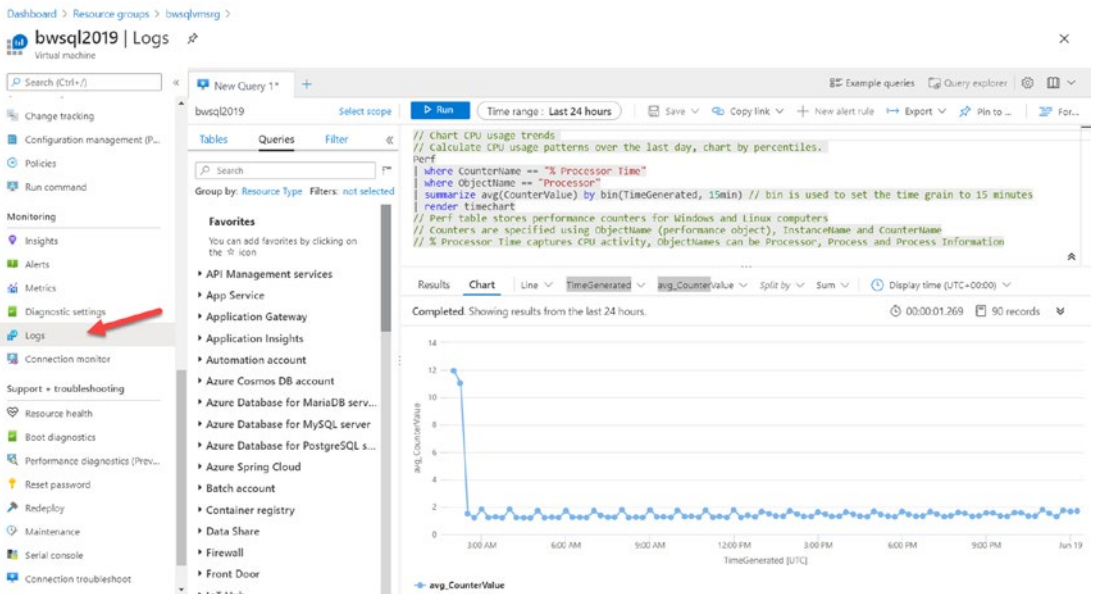 Dashboard > Resource groups > bwsqlvmsrg >
bwsql2019 | Logs
Virtual machine
Search (Ctrl+/)
Change tracking
Configuration management (P...
Policies
Run command
Monitoring
Insights
Alerts
Metrics
Diagnostic settings
Logs
Connection monitor
Support + troubleshooting
Resource health
Boot diagnostics
Performance diagnostics (Prev...
Reset password
Redeploy
Maintenance
Serial console
Connection troubleshoot
New Query 1*
Example queries
Query explorer
bwsql2019
Select scope
Run
Time range : Last 24 hours
Save
Copy link
New alert rule
Export
Pin to ...
For...
Tables
Queries
Filter
Search
Group by: Resource Type Filters: not selected
Favorites
You can add favorites by clicking on
the ☆ icon
API Management services
App Service
Application Gateway
Application Insights
Automation account
Azure Cosmos DB account
Azure Database for MariaDB serv...
Azure Database for MySQL server
Azure Database for PostgreSQL s...
Azure Spring Cloud
Batch account
Container registry
Data Share
Firewall
Front Door
// Chart CPU usage trends
// Calculate CPU usage patterns over the last day, chart by percentiles.
Perf
| where CounterName == "% Processor Time"
| where ObjectName == "Processor"
| summarize avg(CounterValue) by bin(TimeGenerated, 15min) // bin is used to set the time grain to 15 minutes
| render timechart
// Perf table stores performance counters for Windows and Linux computers
// Counters are specified using ObjectName (performance object), InstanceName and CounterName
// % Processor Time captures CPU activity, ObjectNames can be Processor, Process and Process Information
Results
Chart
Line
TimeGenerated
avg_CounterValue
Split by
Sum
Display time (UTC+00:00)
Completed. Showing results from the last 24 hours.
00:00:01.269
90 records
14
12
10
8
6
4
2
0
avg_CounterValue
3:00 AM
6:00 AM
9:00 AM
12:00 PM
3:00 PM
6:00 PM
9:00 PM
Jun 19
TimeGenerated [UTC]
avg_CounterValue